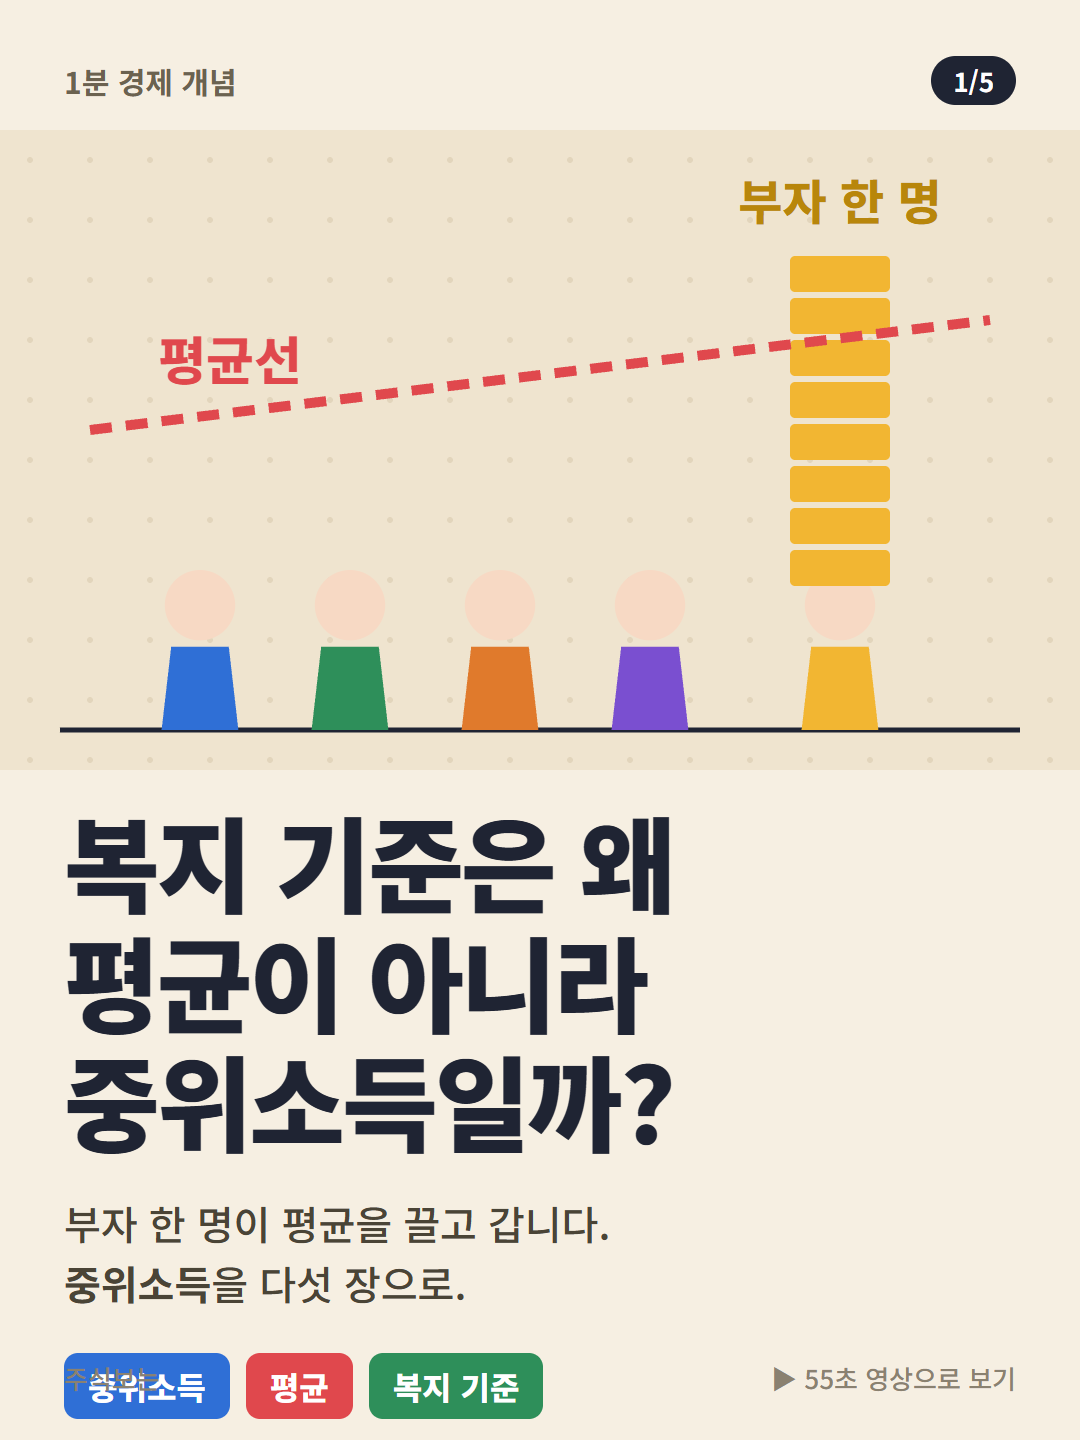 1분 경제 개념
1/5
부자 한 명
평균선
복지 기준은 왜
평균이 아니라
중위소득일까?
부자 한 명이 평균을 끌고 갑니다.
중위소득을 다섯 장으로.
중위소득
평균
복지 기준
▶ 55초 영상으로 보기